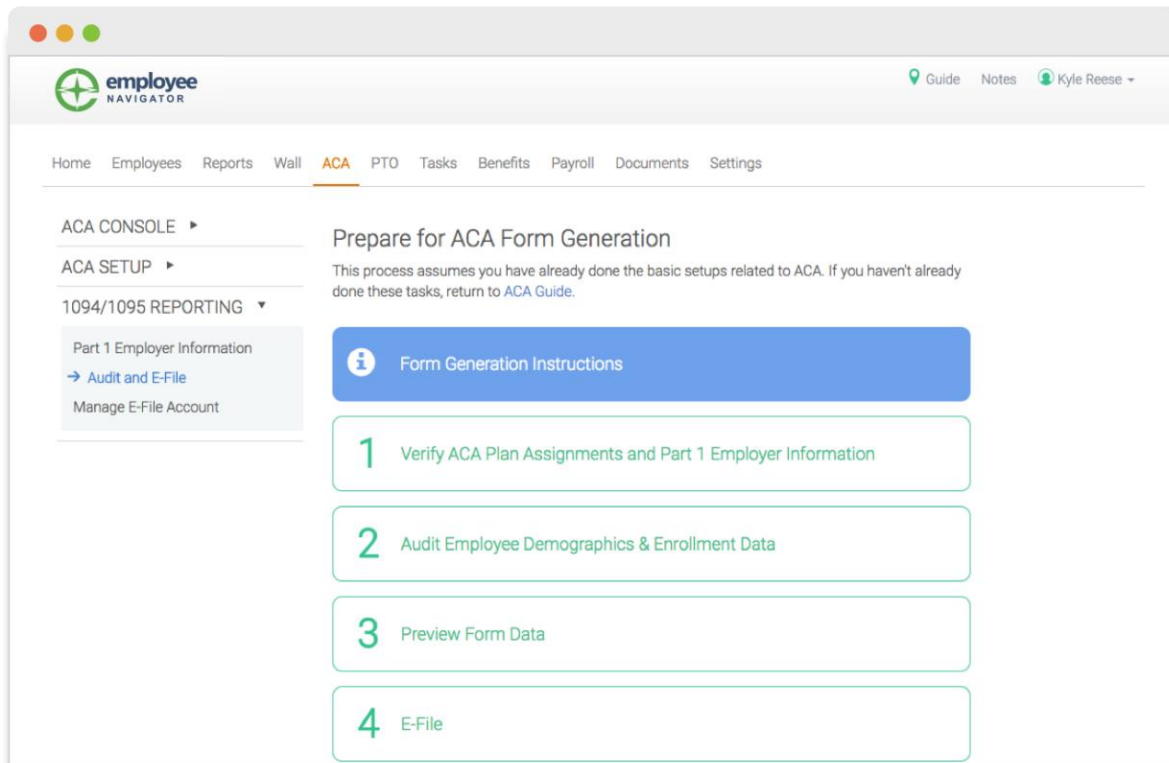 employee
NAVIGATOR
Guide Notes Kyle Reese
Home Employees Reports Wall ACA PTO Tasks Benefits Payroll Documents Settings
ACA CONSOLE
ACA SETUP
1094/1095 REPORTING
Part 1 Employer Information
Audit and E-File
Manage E-File Account
Prepare for ACA Form Generation
This process assumes you have already done the basic setups related to ACA. If you haven't already
done these tasks, return to ACA Guide.
Form Generation Instructions
1 Verify ACA Plan Assignments and Part 1 Employer Information
2 Audit Employee Demographics & Enrollment Data
3 Preview Form Data
4 E-File